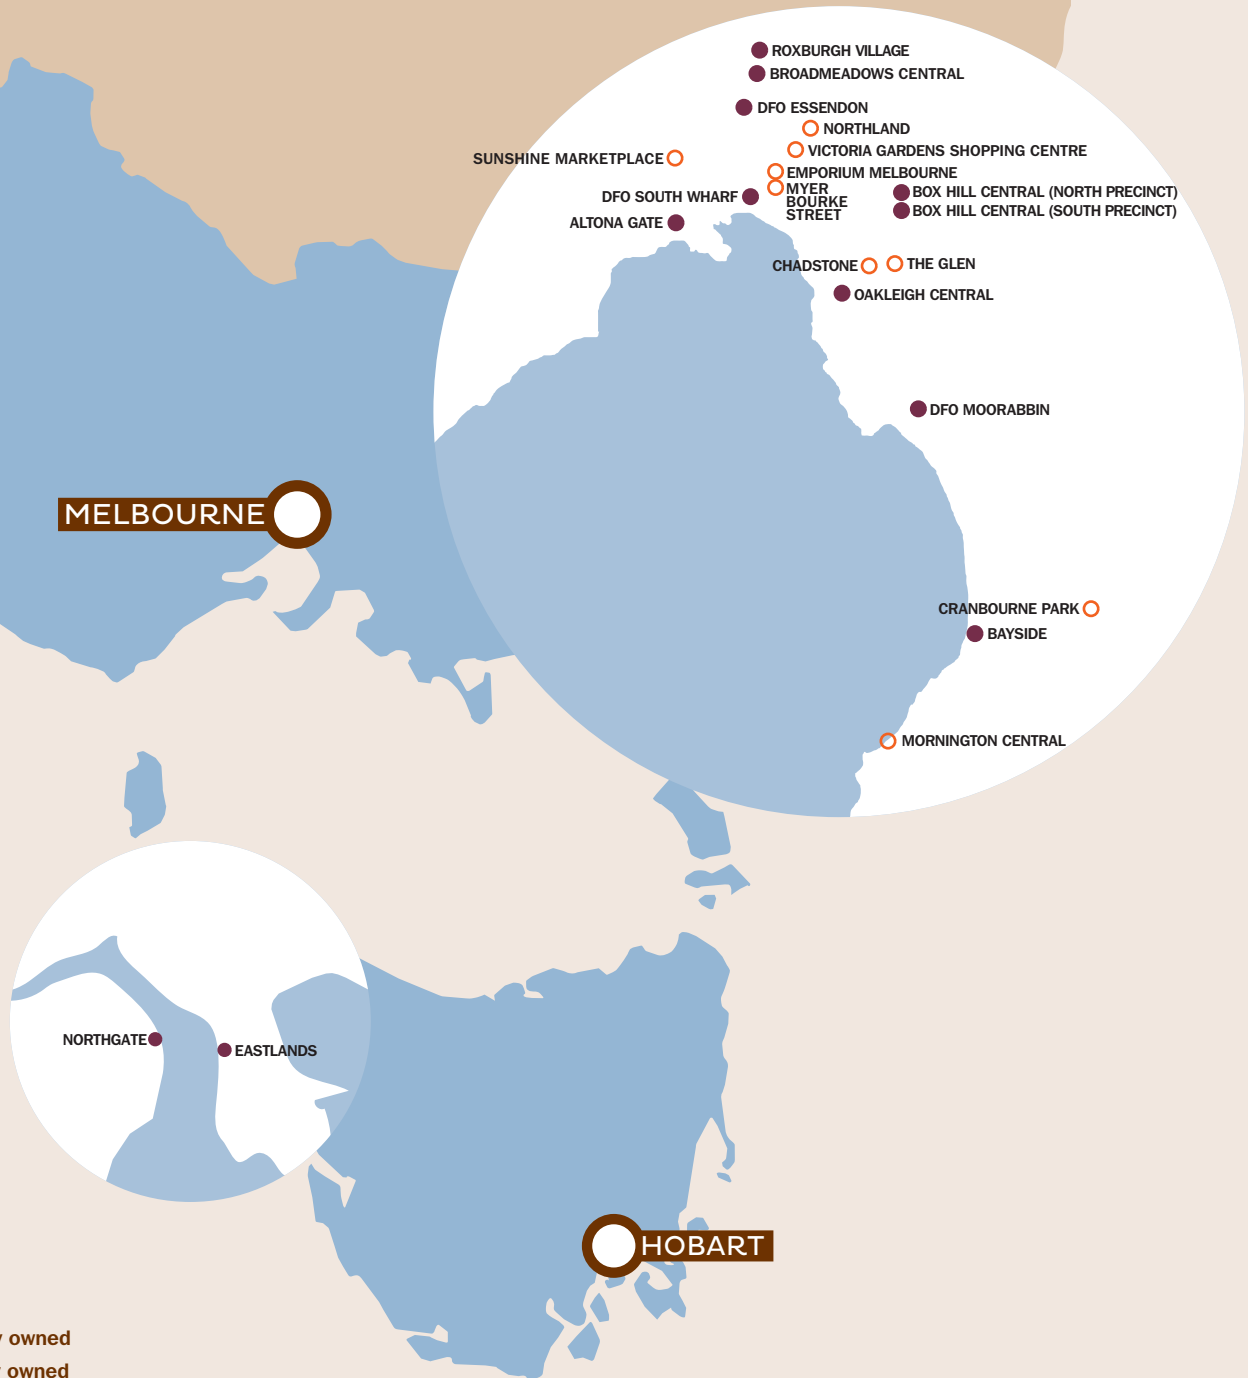 ROXBURGH VILLAGE
BROADMEADOWS CENTRAL
DFO ESSENDON
NORTHLAND
VICTORIA GARDENS SHOPPING CENTRE
SUNSHINE MARKETPLACE
EMPORIUM MELBOURNE
MYER
BOURKE
STREET
DFO SOUTH WHARF
BOX HILL CENTRAL (NORTH PRECINCT)
BOX HILL CENTRAL (SOUTH PRECINCT)
ALTONA GATE
CHADSTONE
THE GLEN
OAKLEIGH CENTRAL
DFO MOORABBIN
MELBOURNE
CRANBOURNE PARK
BAYSIDE
MORNINGTON CENTRAL
NORTHGATE
EASTLANDS
HOBART
owned
owned